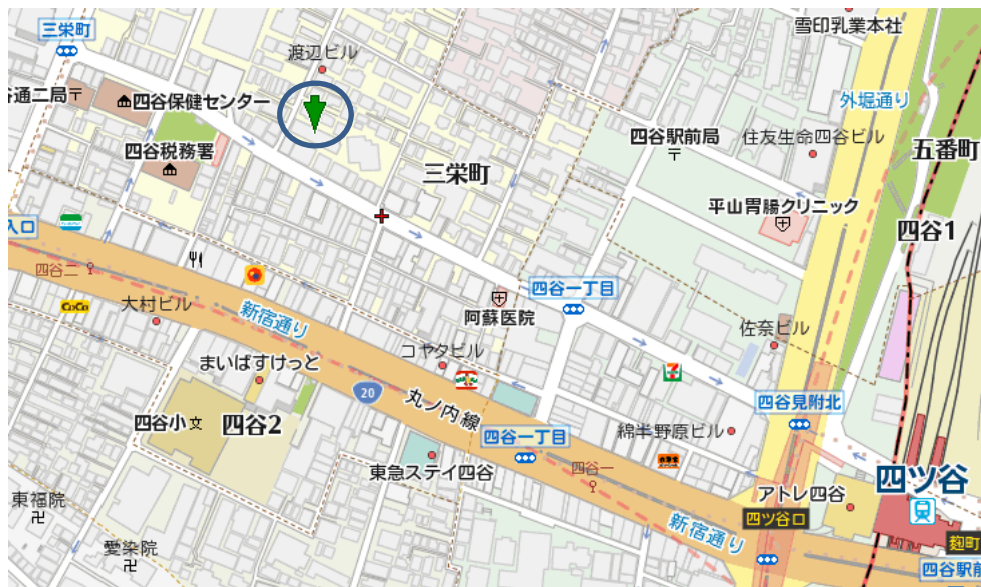 雪印乳業本社
三栄町
渡辺ビル
谷通二局〒
四谷保健センター
外堀通り
四谷駅前局
〒
住友生命四谷ビル
五番町
四谷税務署
三栄町
平山胃腸クリニック
入口
四谷1
四谷二
四谷一丁目
CoCo
大村ビル
新宿通り
阿蘇医院
佐奈ビル
コヤタビル
まいばすけっと
7
20
丸ノ内線
四谷見附北
四谷小文
四谷2
四谷一丁目
綿半野原ビル
東急ステイ四谷
四谷一
四ツ谷
アトレ四谷
東福院
卍
四ツ谷口
新宿通り
愛染院
卍
麹町
四谷駅前